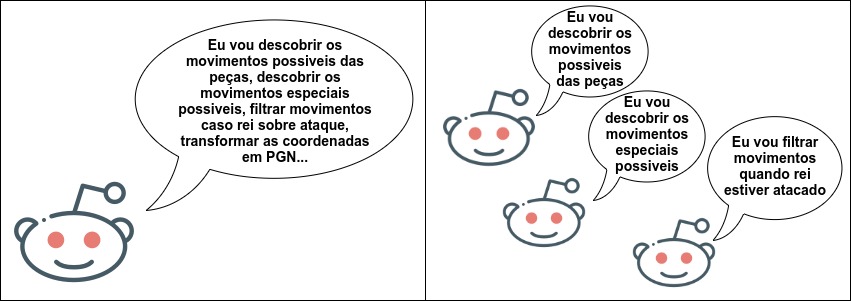 Eu vou descobrir os
movimentos possiveis das
peças, descobrir os
movimentos especiais
possiveis, filtrar movimentos
caso rei sobre ataque,
transformar as coordenadas
em PGN...
Eu vou
descobrir os
movimentos
possiveis
das peças
Eu vou
descobrir os
movimentos
especiais
possiveis
Eu vou filtrar
movimentos
quando rei
estiver atacado